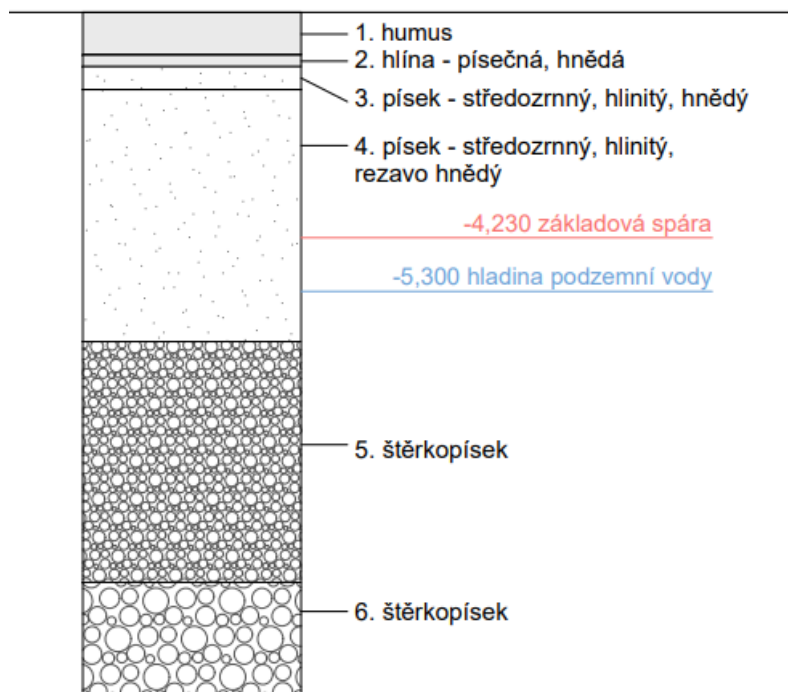 1. humus
2. hlína - písečná, hnědá
3. písek - středozrnný, hlinitý, hnědý
4. písek - středozrnný, hlinitý,
rezavo hnědý
-4,230 základová spára
-5,300 hladina podzemní vody
5. štěrkopísek
6. štěrkopísek